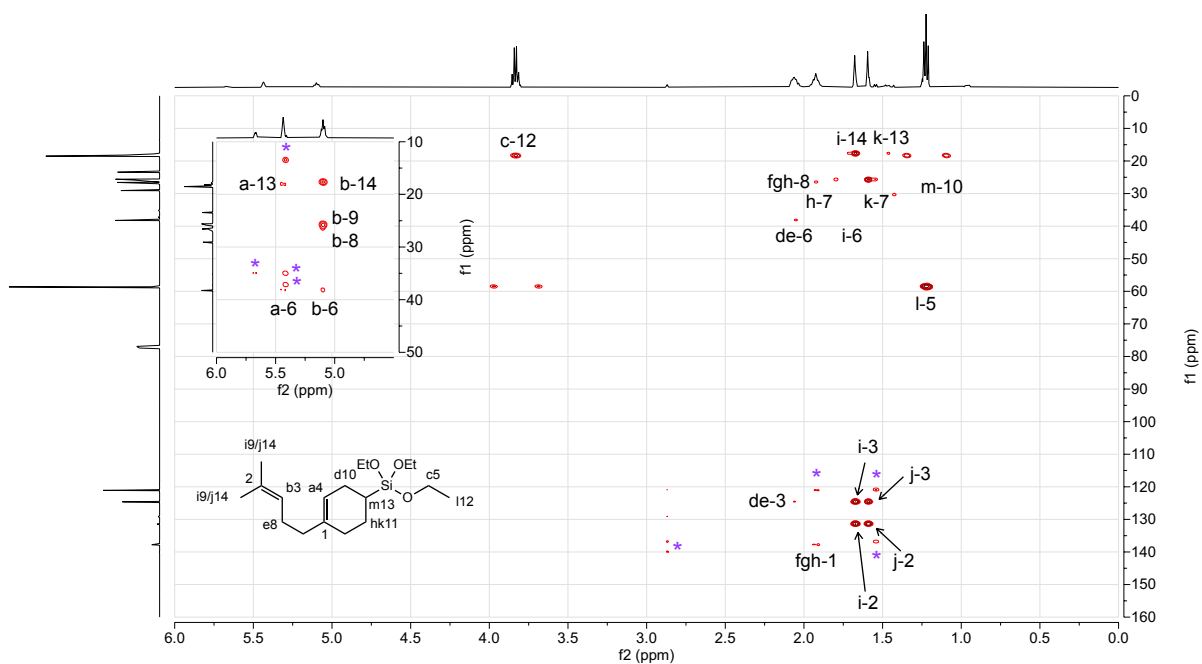 0
10
20
30
40
50
60
70
80
90
100
110
120
130
140
150
160
f1 (ppm)
6.0
5.5
5.0
4.5
4.0
3.5
3.0
2.5
2.0
1.5
1.0
0.5
0.0
f2 (ppm)
c-12
i-14
k-13
fgh-8
m-10
h-7
k-7
de-6
i-6
l-5
i-3
j-3
de-3
fgh-1
j-2
i-2
*
*
*
*
*
*
*
*
a-13
b-14
b-9
b-8
a-6
b-6
10
20
30
40
50
f1 (ppm)
6.0
5.5
5.0
f2 (ppm)
i9/j14
2
b3
i9/j14
e8
1
a4
d10
EtO
OEt
Si
O
c5
l12
m13
hk11